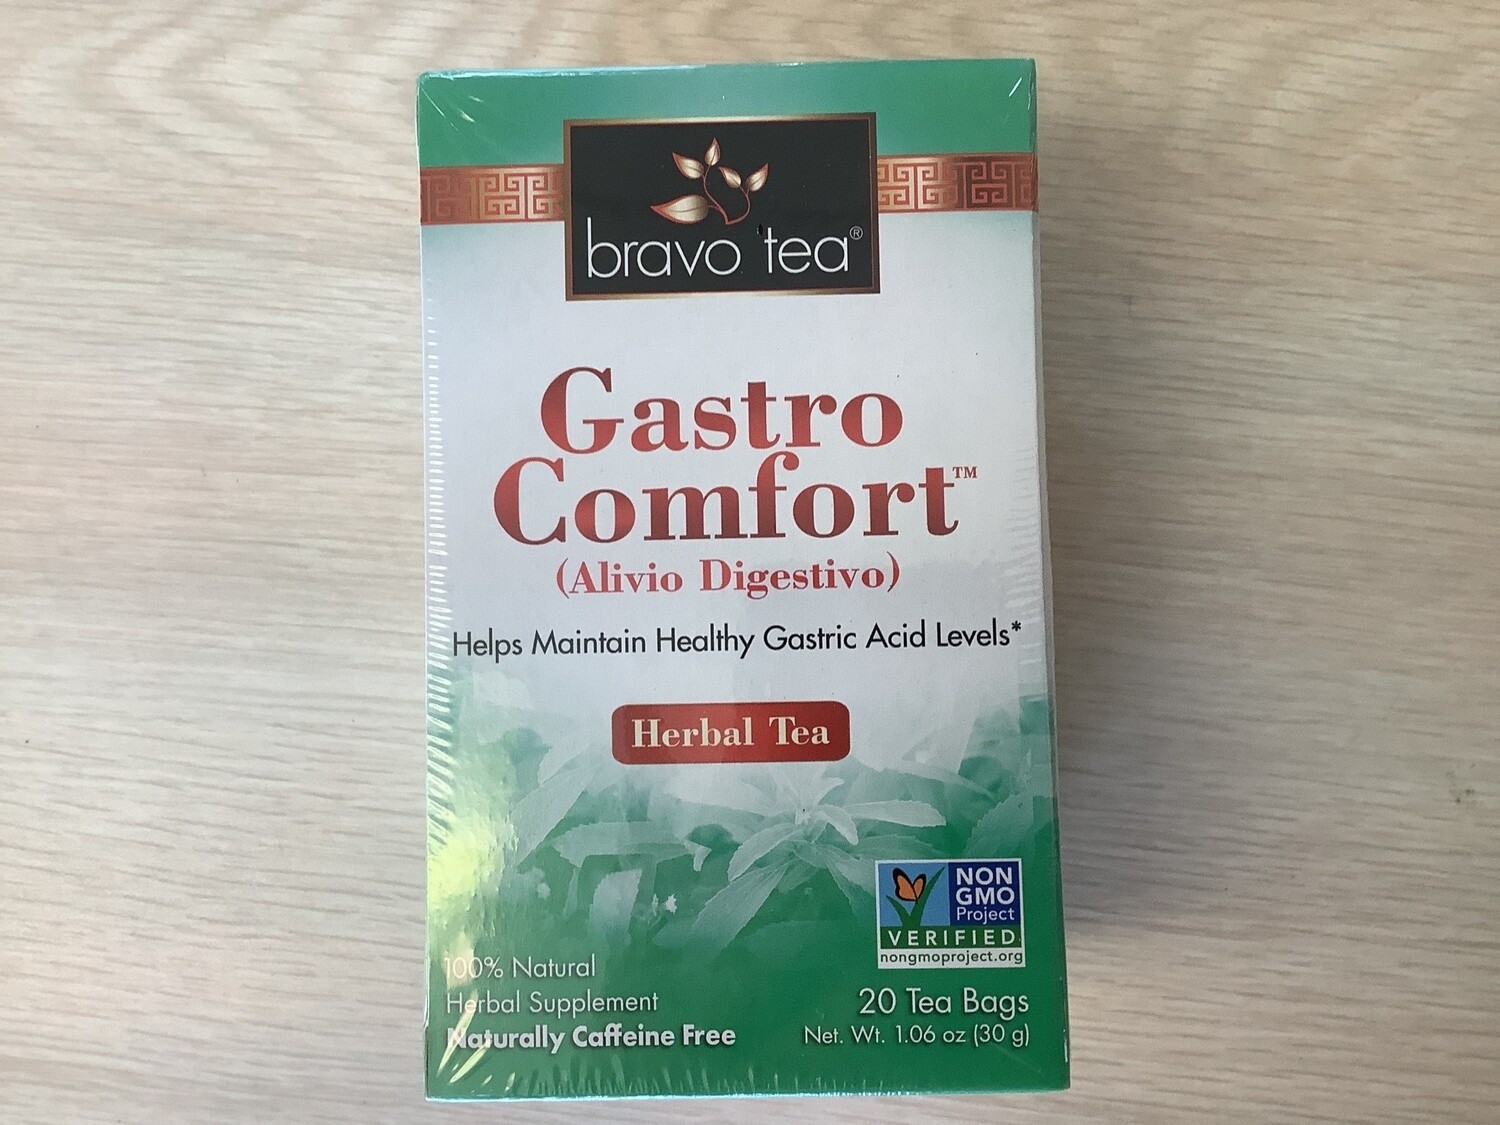 bravo tea®
Gastro
Comfort™
(Alivio Digestivo)
Helps Maintain Healthy Gastric Acid Levels*
Herbal Tea
NON
GMO
Project
VERIFIED
nongmoproject.org
100% Natural
Herbal Supplement
Naturally Caffeine Free
20 Tea Bags
Net. Wt. 1.06 oz (30 g)